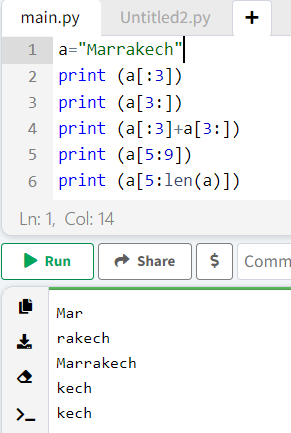 main.py Untitled2.py +
1 a="Marrakech"
2 print (a[:3])
3 print (a[3:])
4 print (a[:3]+a[3:])
5 print (a[5:9])
6 print (a[5:len(a)])
Ln: 1, Col: 14
Run Share $ Comm
Mar
rakech
Marrakech
kech
kech